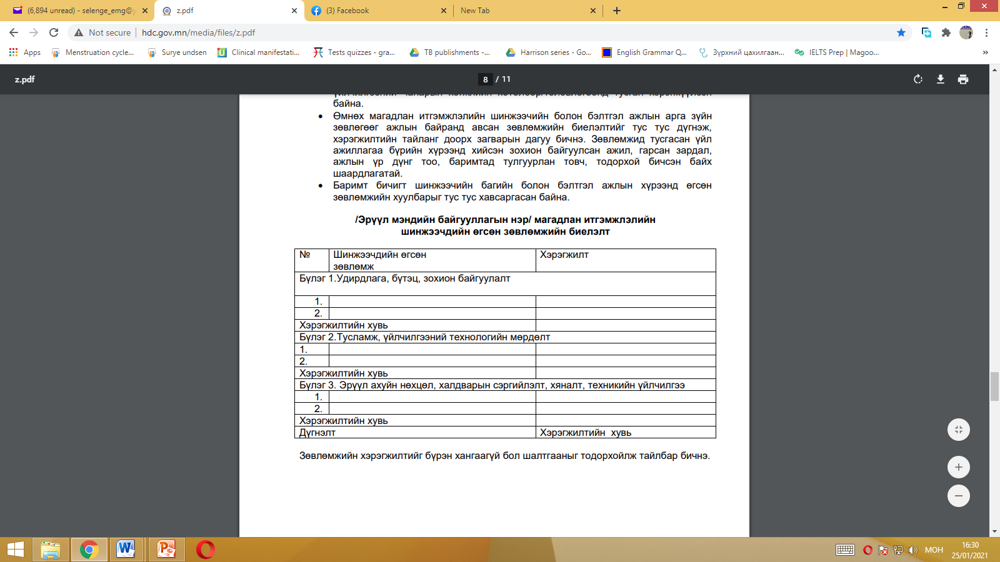 (6,894 unread) - selenge_emg@y
z.pdf
(3) Facebook
New Tab
Not secure
hdc.gov.mn/media/files/z.pdf
Apps
Menstruation cycle...
Surye undsen
Clinical manifestati...
Tests quizzes - gra...
TB publishments -...
Harrison series - Go...
English Grammar Q...
Зүрхний цахилгаан...
IELTS Prep | Magoo...
z.pdf
8 / 11
байна.
• Өмнөх магадлан итгэмжлэлийн шинжээчийн болон бэлтгэл ажлын арга зүйн
зөвлөгөөг ажлын байранд авсан зөвлөмжийн биелэлтийг тус тус дүгнэж,
хэрэгжилтийн тайланг доорх загварын дагуу бичнэ. Зөвлөмжид тусгасан үйл
ажиллагаа бүрийн хүрээнд хийсэн зохион байгуулсан ажил, гарсан зардал,
ажлын үр дүнг тоо, баримтад тулгуурлан товч, тодорхой бичсэн байх
шаардлагатай.
• Баримт бичигт шинжээчийн багийн болон бэлтгэл ажлын хүрээнд өгсөн
зөвлөмжийн хуулбарыг тус тус хавсаргасан байна.
/Эрүүл мэндийн байгууллагын нэр/ магадлан итгэмжлэлийн
шинжээчдийн өгсөн зөвлөмжийн биелэлт
№
Шинжээчдийн өгсөн
зөвлөмж
Хэрэгжилт
Бүлэг 1.Удирдлага, бүтэц, зохион байгуулалт
1.
2.
Хэрэгжилтийн хувь
Бүлэг 2.Тусламж, үйлчилгээний технологийн мөрдөлт
1.
2.
Хэрэгжилтийн хувь
Бүлэг 3. Эрүүл ахуйн нөхцөл, халдварын сэргийлэлт, хяналт, техникийн үйлчилгээ
1.
2.
Хэрэгжилтийн хувь
Дүгнэлт
Хэрэгжилтийн хувь
Зөвлөмжийн хэрэгжилтийг бүрэн хангаагүй бол шалтгааныг тодорхойлж тайлбар бичнэ.
МОН
16:30
25/01/2021